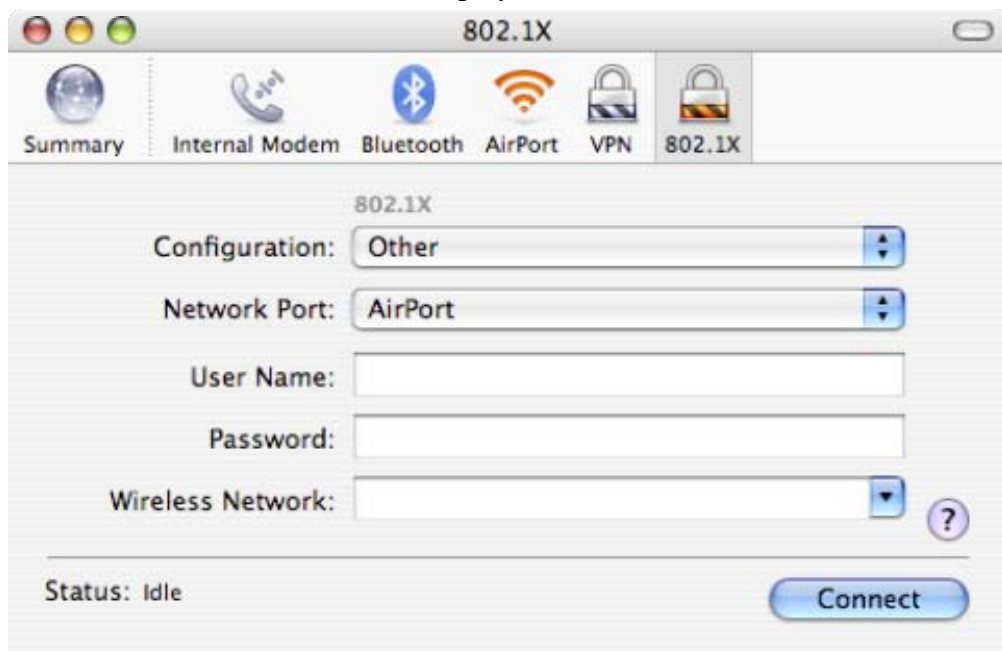 802.1X
Summary Internal Modem Bluetooth AirPort VPN 802.1X
802.1X
Configuration: Other
Network Port: AirPort
User Name:
Password:
Wireless Network:
?
Status: Idle
Connect